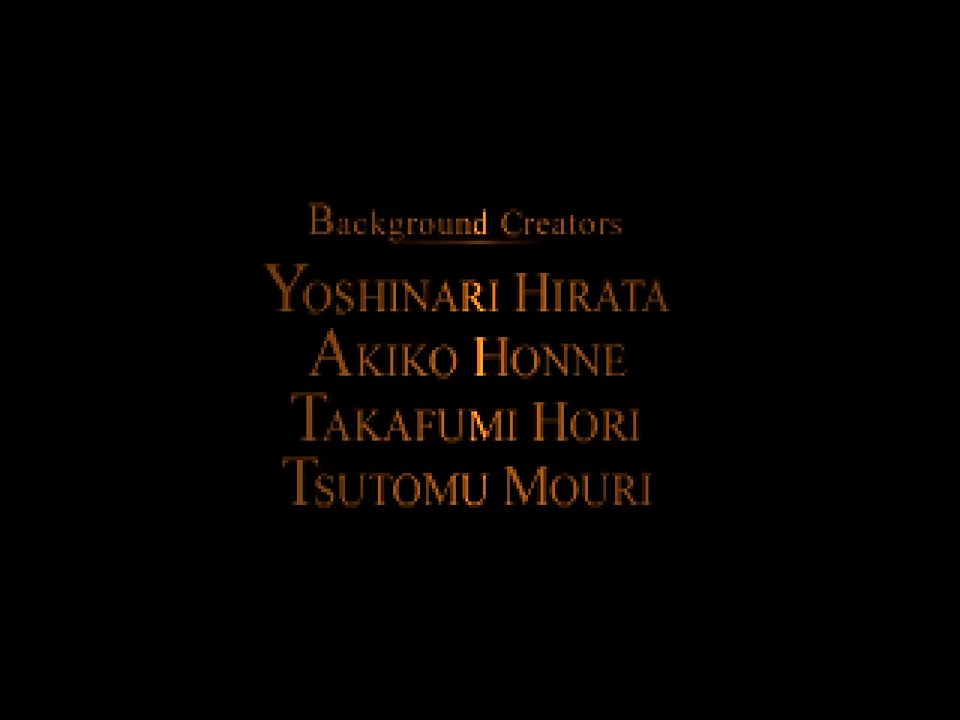 Background Creators
Yoshinari Hirata
Akiko Honne
Takafumi Hori
Tsutomu Mouri